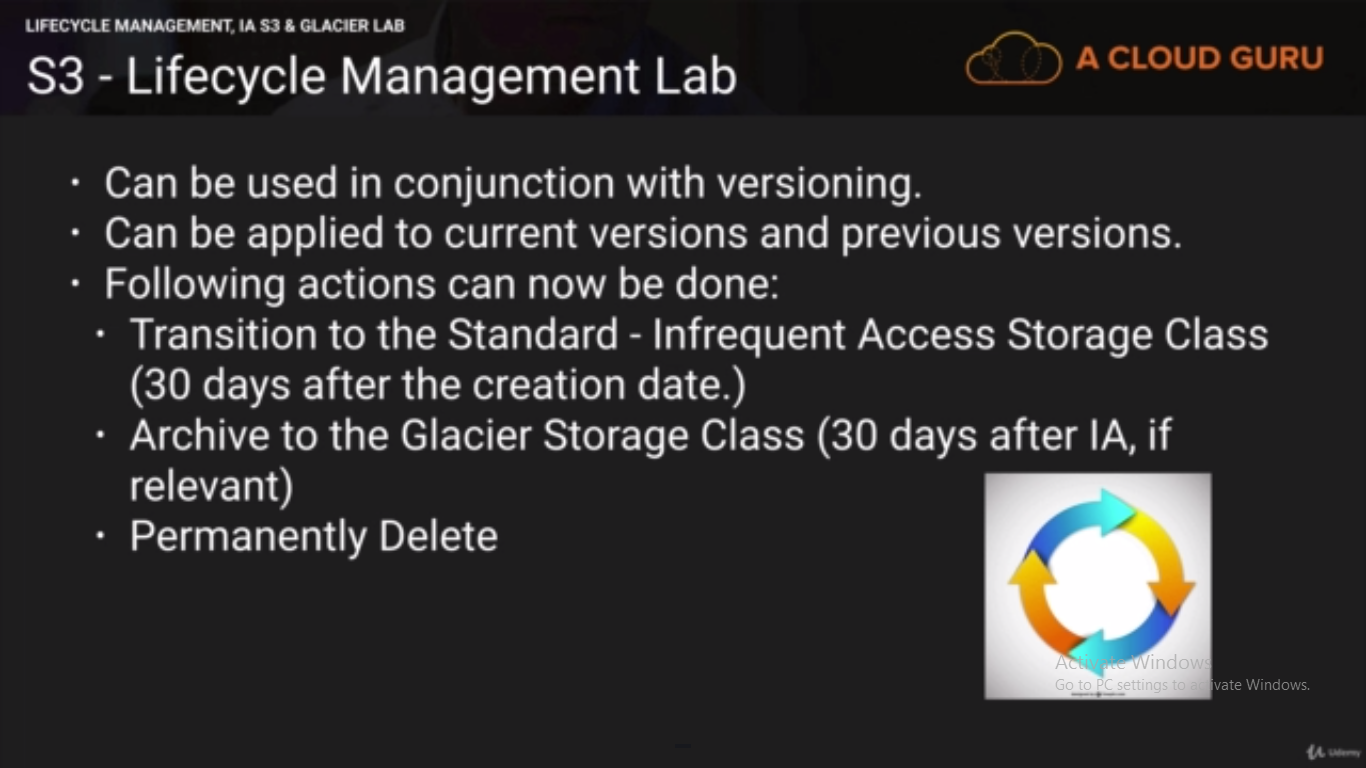 LIFECYCLE MANAGEMENT, IA S3 & GLACIER LAB
S3 - Lifecycle Management Lab
A CLOUD GURU
• Can be used in conjunction with versioning.
• Can be applied to current versions and previous versions.
• Following actions can now be done:
• Transition to the Standard - Infrequent Access Storage Class
(30 days after the creation date.)
• Archive to the Glacier Storage Class (30 days after IA, if
relevant)
• Permanently Delete
Activate Windows
Go to PC settings to activate Windows.
Udemy